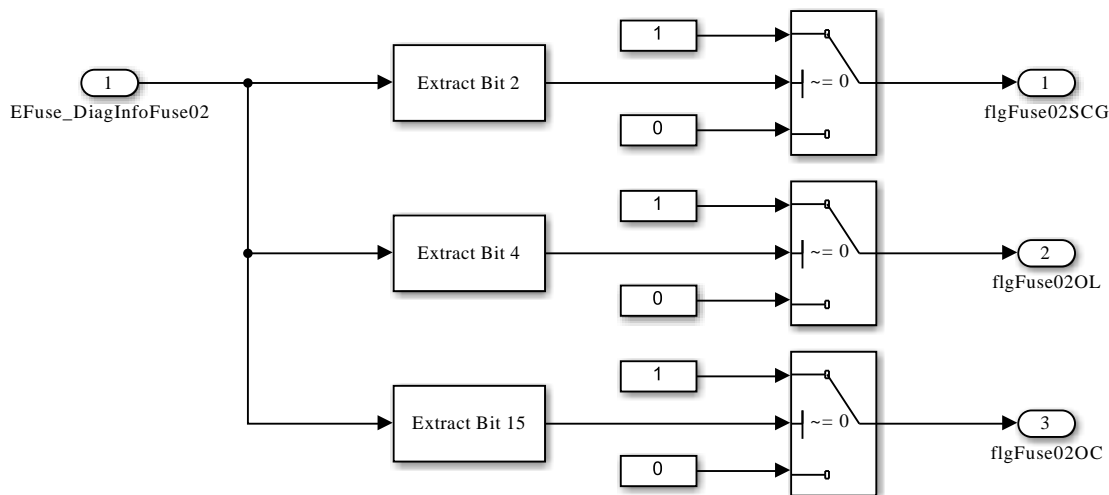 1
EFuse_DiagInfoFuse02
Extract Bit 2
1
~= 0
0
1
flgFuse02SCG
Extract Bit 4
1
~= 0
0
2
flgFuse02OL
Extract Bit 15
1
~= 0
0
3
flgFuse02OC